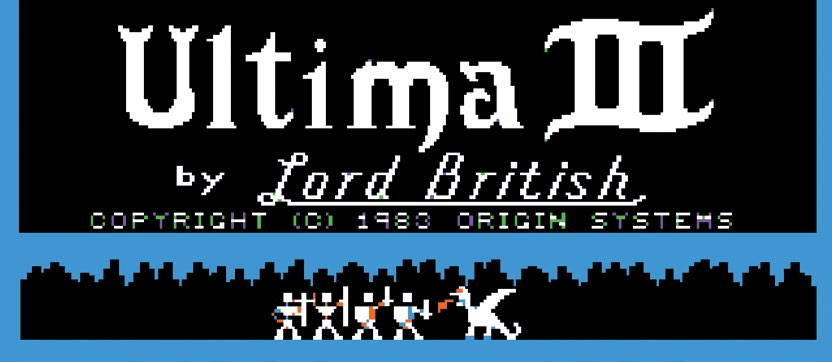 Ultima III
by Lord British
COPYRIGHT (C) 1983 ORIGIN SYSTEMS